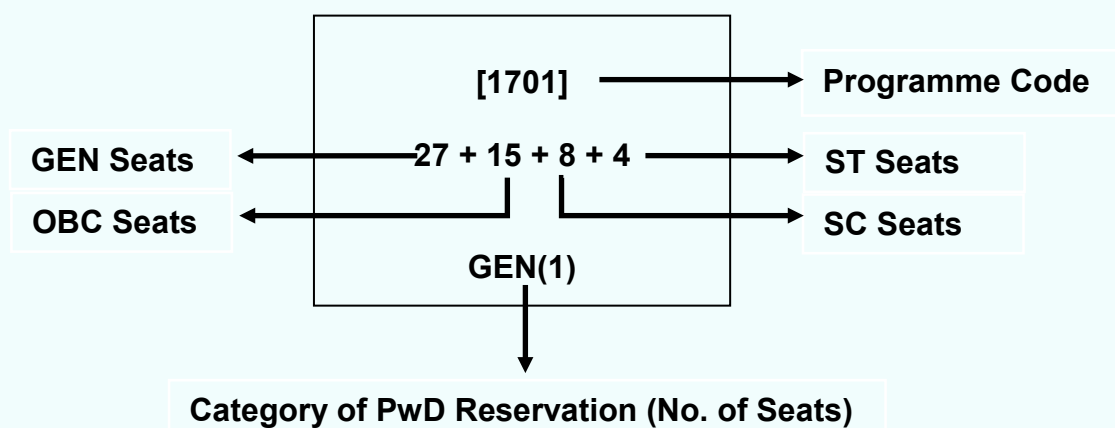 [1701]
Programme Code
GEN Seats
27 + 15 + 8 + 4
ST Seats
OBC Seats
SC Seats
GEN(1)
Category of PwD Reservation (No. of Seats)